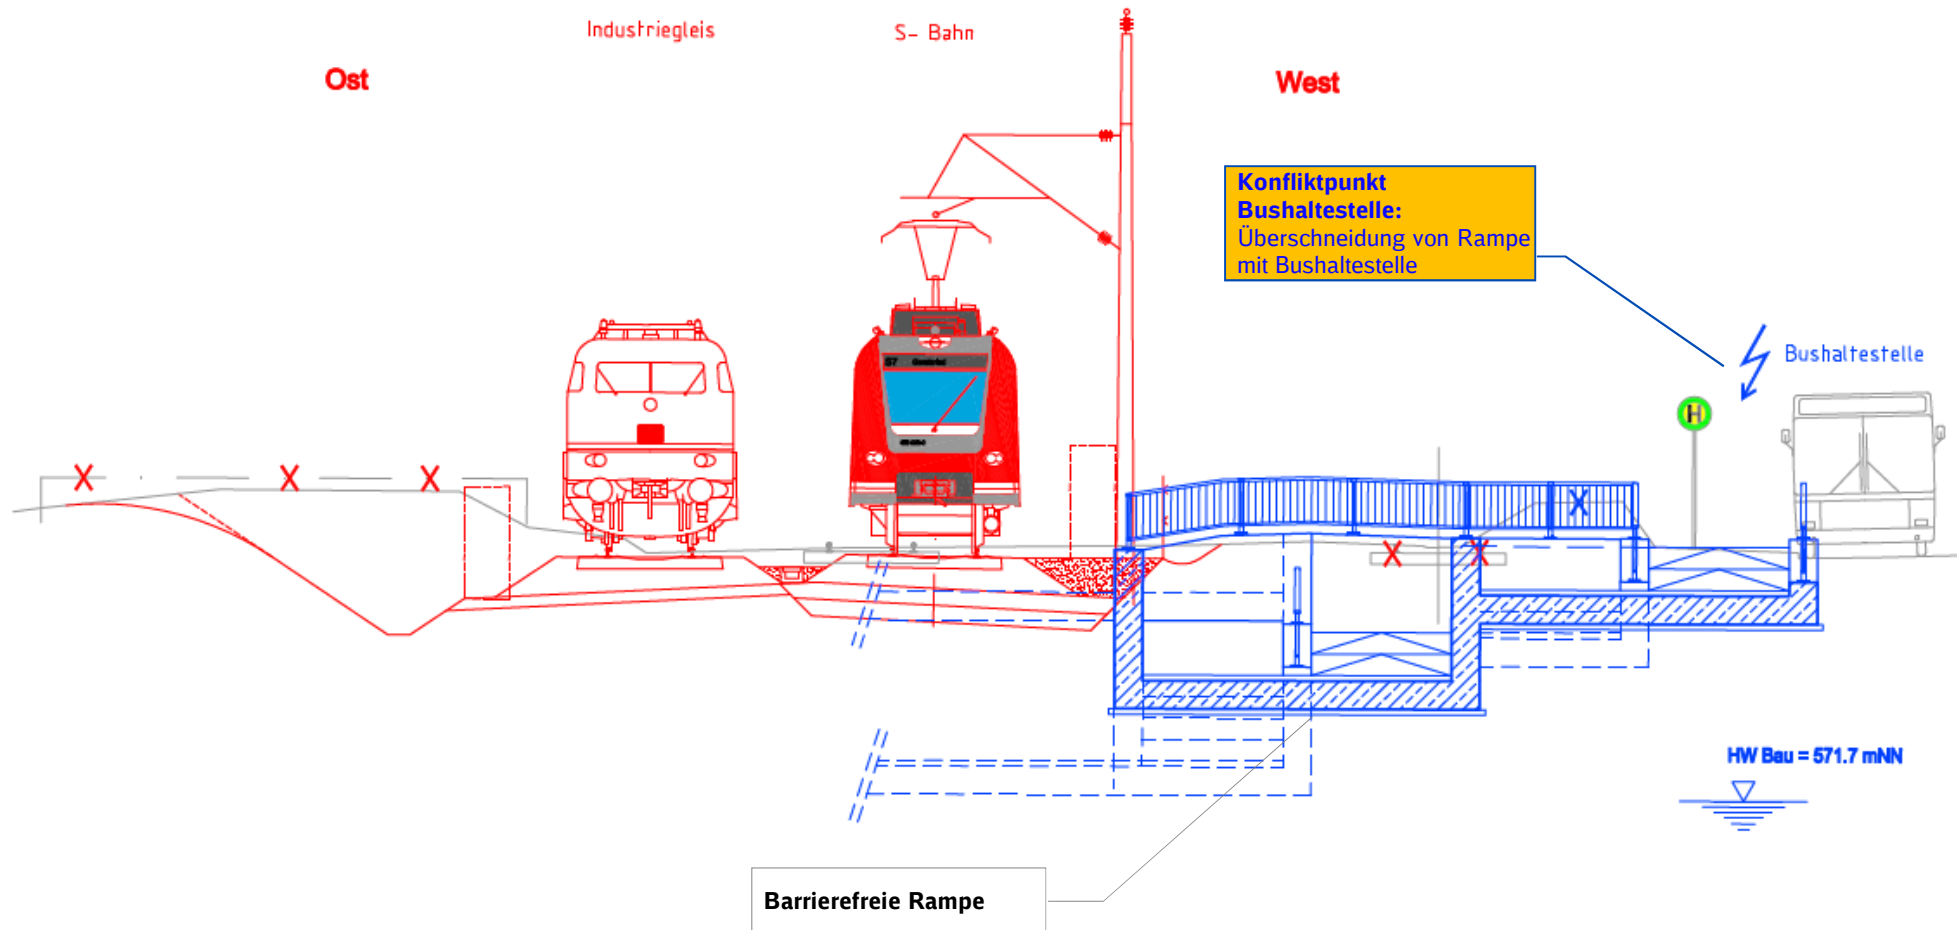 Industriegleis
S- Bahn
Ost
West
Konfliktpunkt
Bushaltestelle:
Überschneidung von Rampe
mit Bushaltestelle
Bushaltestelle
H
S7
HW Bau = 571.7 mNN
Barrierefreie Rampe